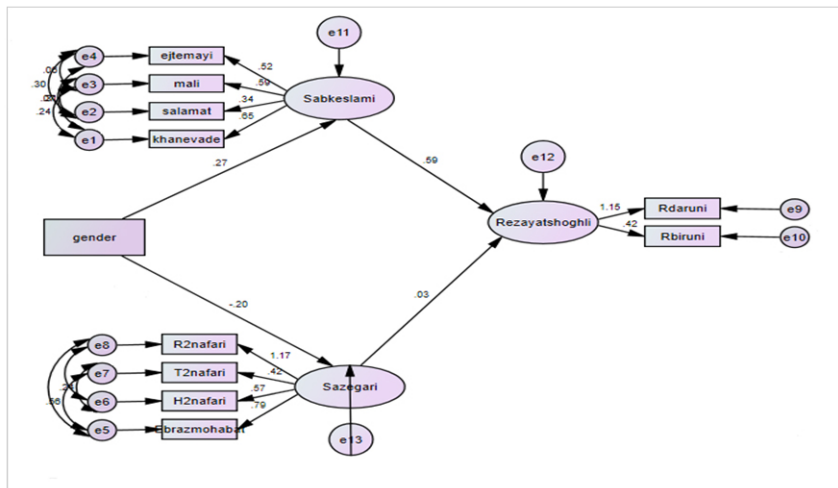 e11
e4
ejtemayi
.52
.30
e3
mali
.59
Sabkeslami
e2
salamat
.34
.24
e1
khanevade
.65
.27
.59
e12
1.15
Rdaruni
e9
Rezayatshoghli
.42
Rbiruni
e10
gender
-.20
.03
e8
R2nafari
1.17
e7
T2nafari
.42
Sazegari
e6
H2nafari
.57
.56
.79
e5
Ebrazmohabat
e13